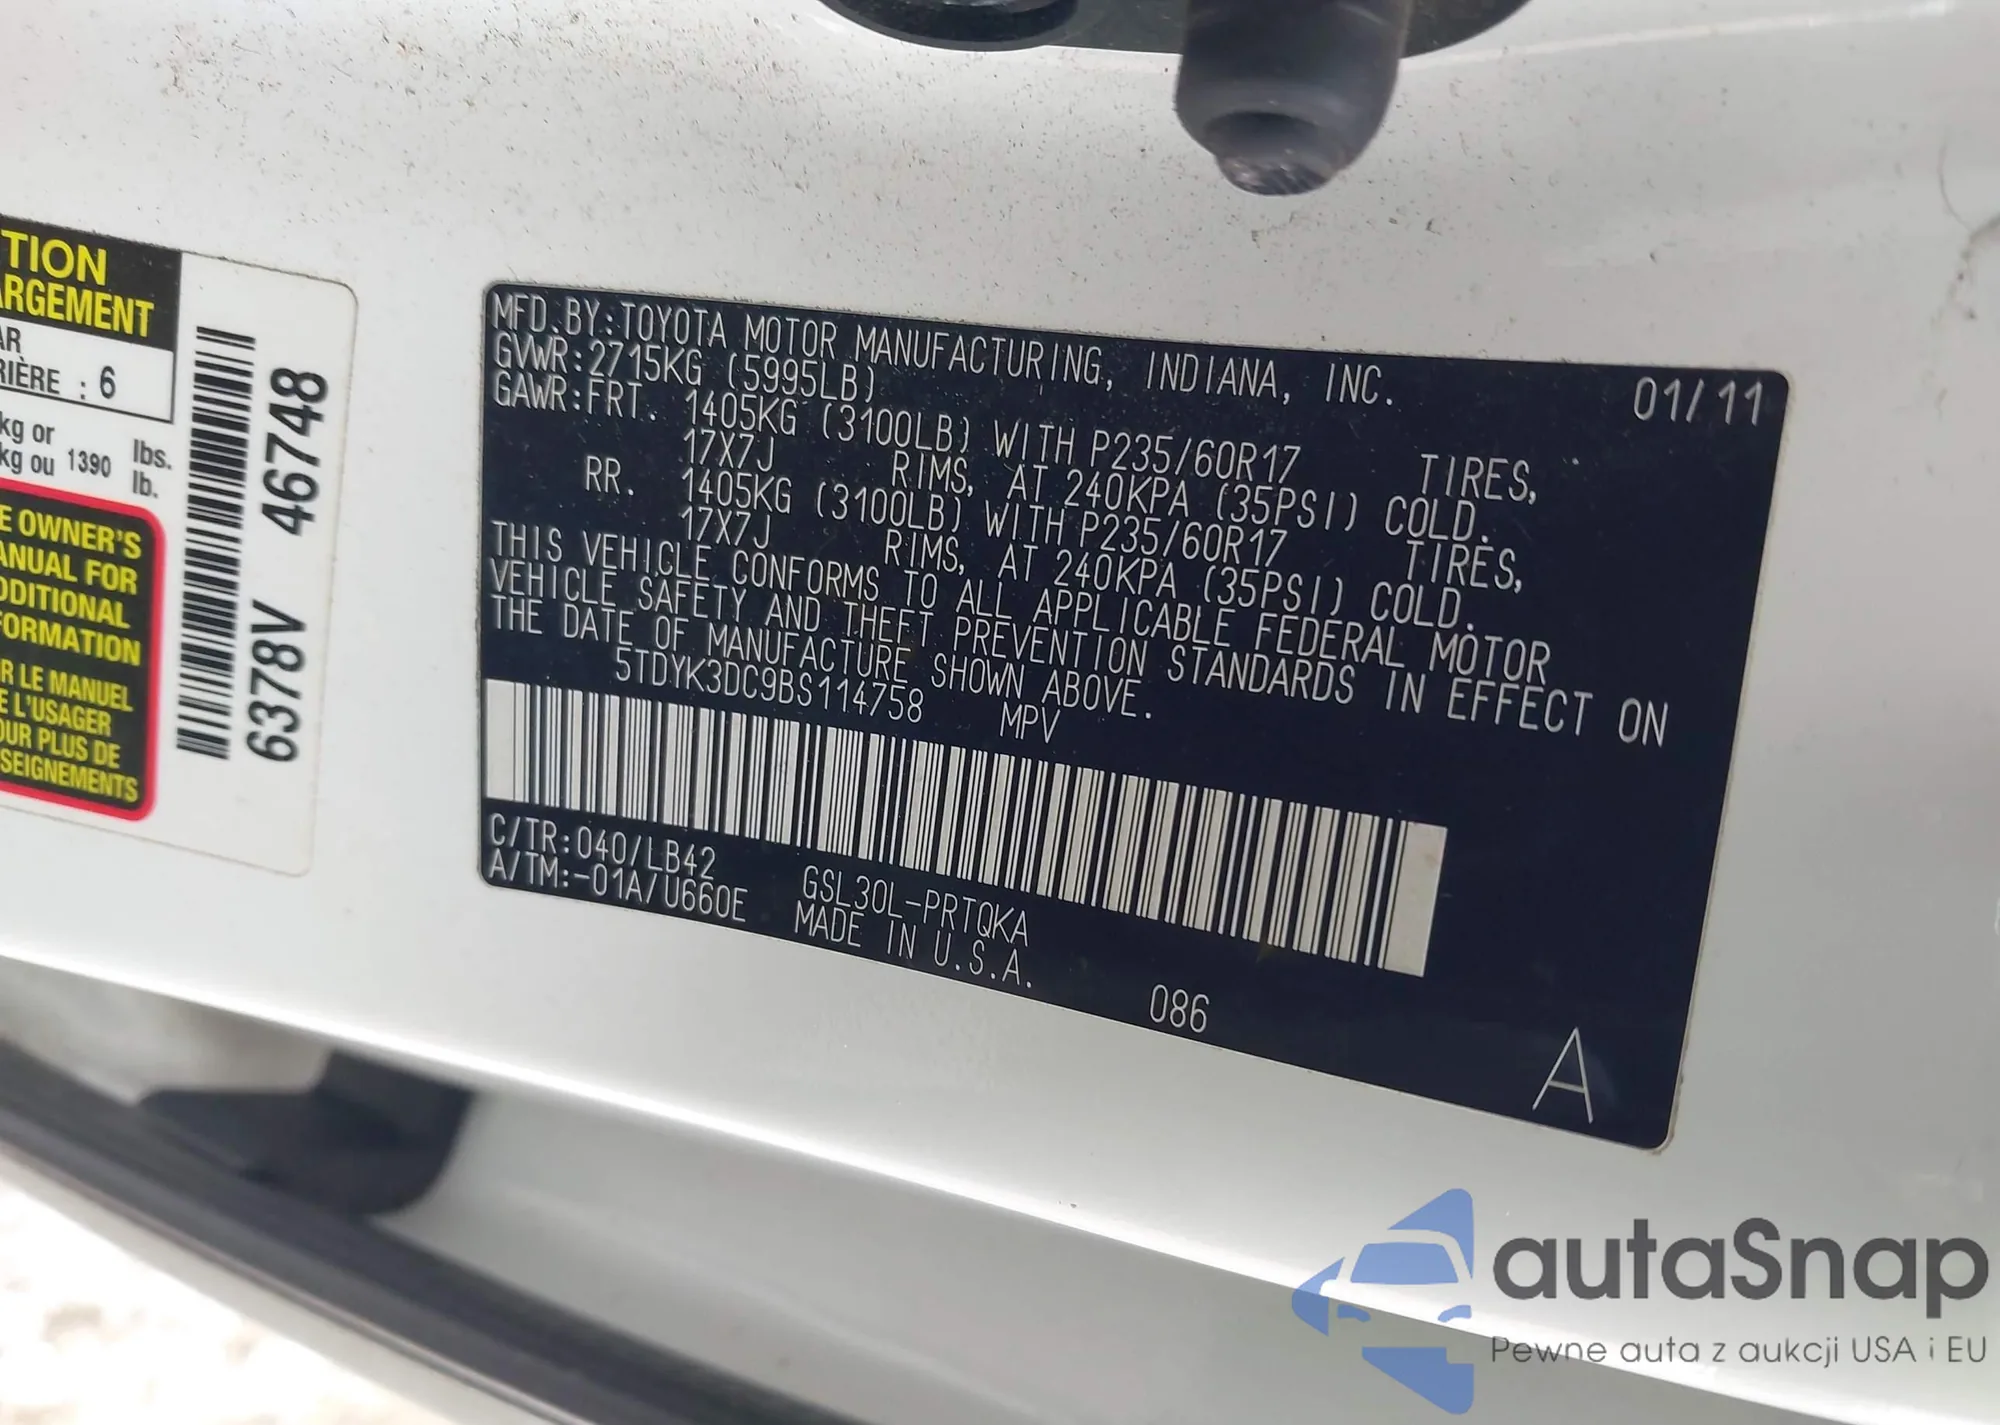 TION
ARGEMENT
AR
RIÈRE : 6
kg or lbs.
kg ou 1390 lb.
E OWNER'S
ANUAL FOR
DDITIONAL
FORMATION
R LE MANUEL
E L'USAGER
OUR PLUS DE
SEIGNEMENTS
6378V 46748
MFD.BY:TOYOTA MOTOR MANUFACTURING, INDIANA, INC. 01/11
GVWR:2715KG (5995LB)
GAWR:FRT. 1405KG (3100LB) WITH P235/60R17 TIRES,
17X7J RIMS, AT 240KPA (35PSI) COLD.
RR. 1405KG (3100LB) WITH P235/60R17 TIRES,
17X7J RIMS, AT 240KPA (35PSI) COLD.
THIS VEHICLE CONFORMS TO ALL APPLICABLE FEDERAL MOTOR
VEHICLE SAFETY AND THEFT PREVENTION STANDARDS IN EFFECT ON
THE DATE OF MANUFACTURE SHOWN ABOVE.
5TDYK3DC9BS114758 MPV
C/TR:040/LB42 GSL30L-PRTQKA
A/TM:-01A/U660E MADE IN U.S.A.
086
A
autaSnap
Pewne auta z aukcji USA i EU